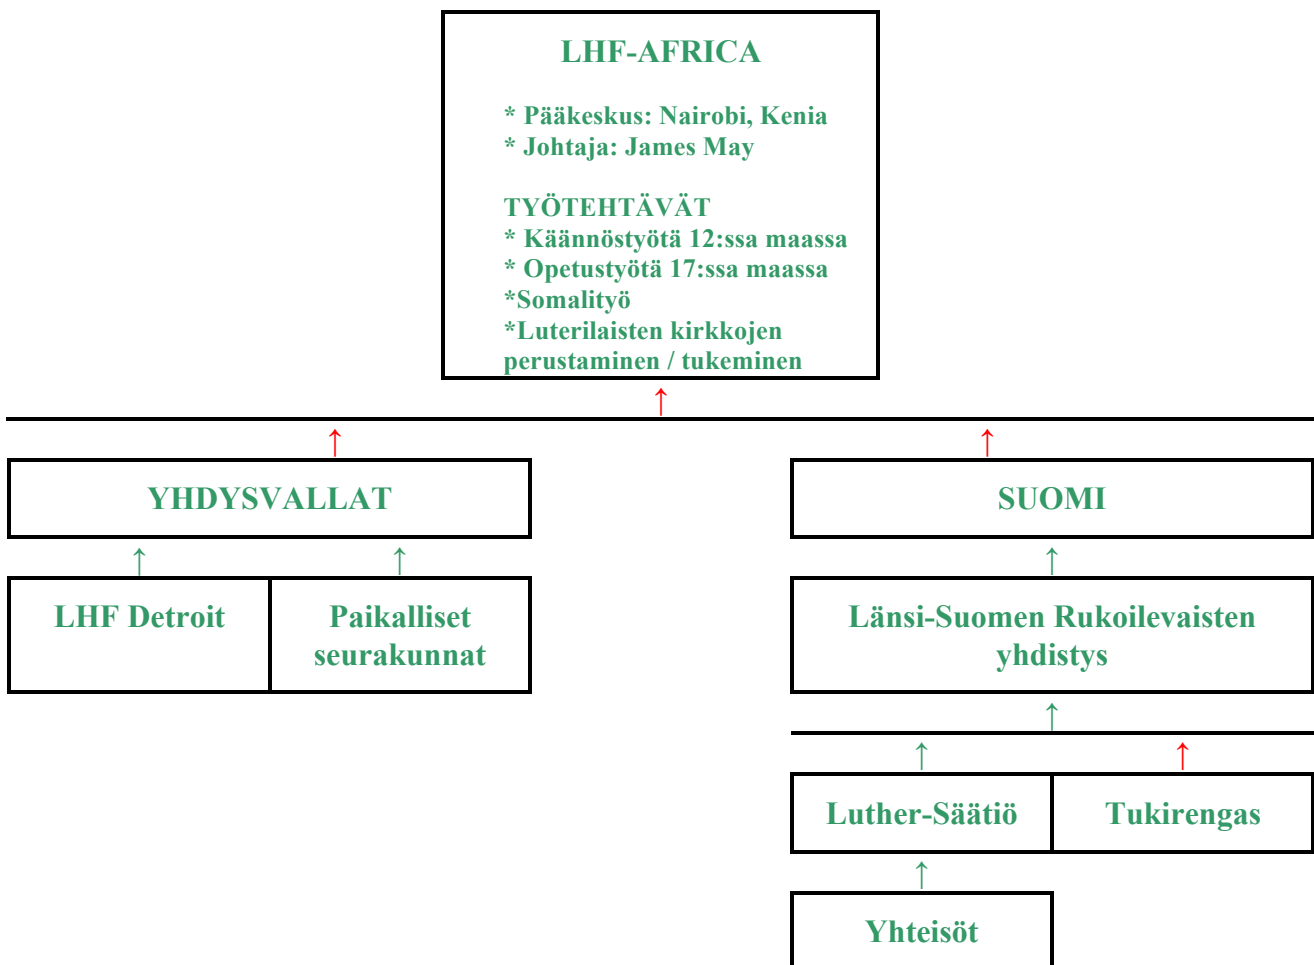 LHF-AFRICA
* Pääkeskus: Nairobi, Kenia
* Johtaja: James May
TYÖTEHTÄVÄT
* Käännöstyötä 12:ssa maassa
* Opetustyötä 17:ssa maassa
*Somalityö
*Luterilaisten kirkkojen
perustaminen / tukeminen
↑
↑ ↑
YHDYSVALLAT
SUOMI
↑ ↑ ↑
LHF Detroit
Paikalliset
seurakunnat
Länsi-Suomen Rukoilevaisten
yhdistys
↑
↑ ↑
Luther-Säätiö
Tukirengas
↑
Yhteisöt